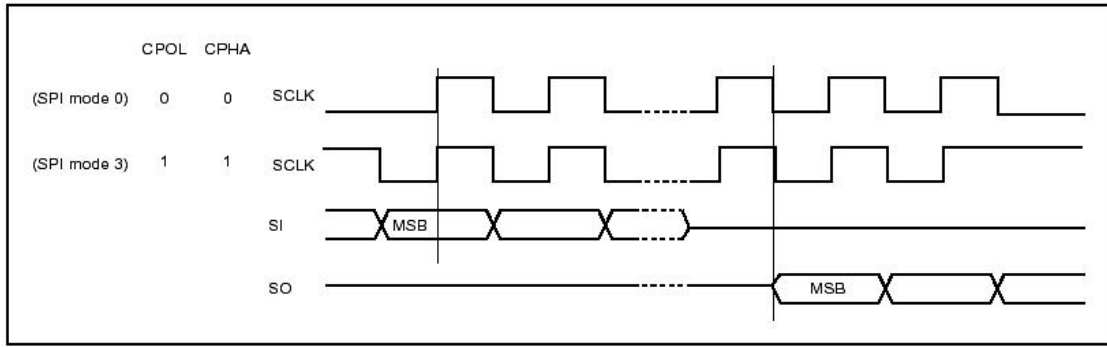 CPOL CPHA
(SPI mode 0) 0 0 SCLK
(SPI mode 3) 1 1 SCLK
SI MSB
SO MSB